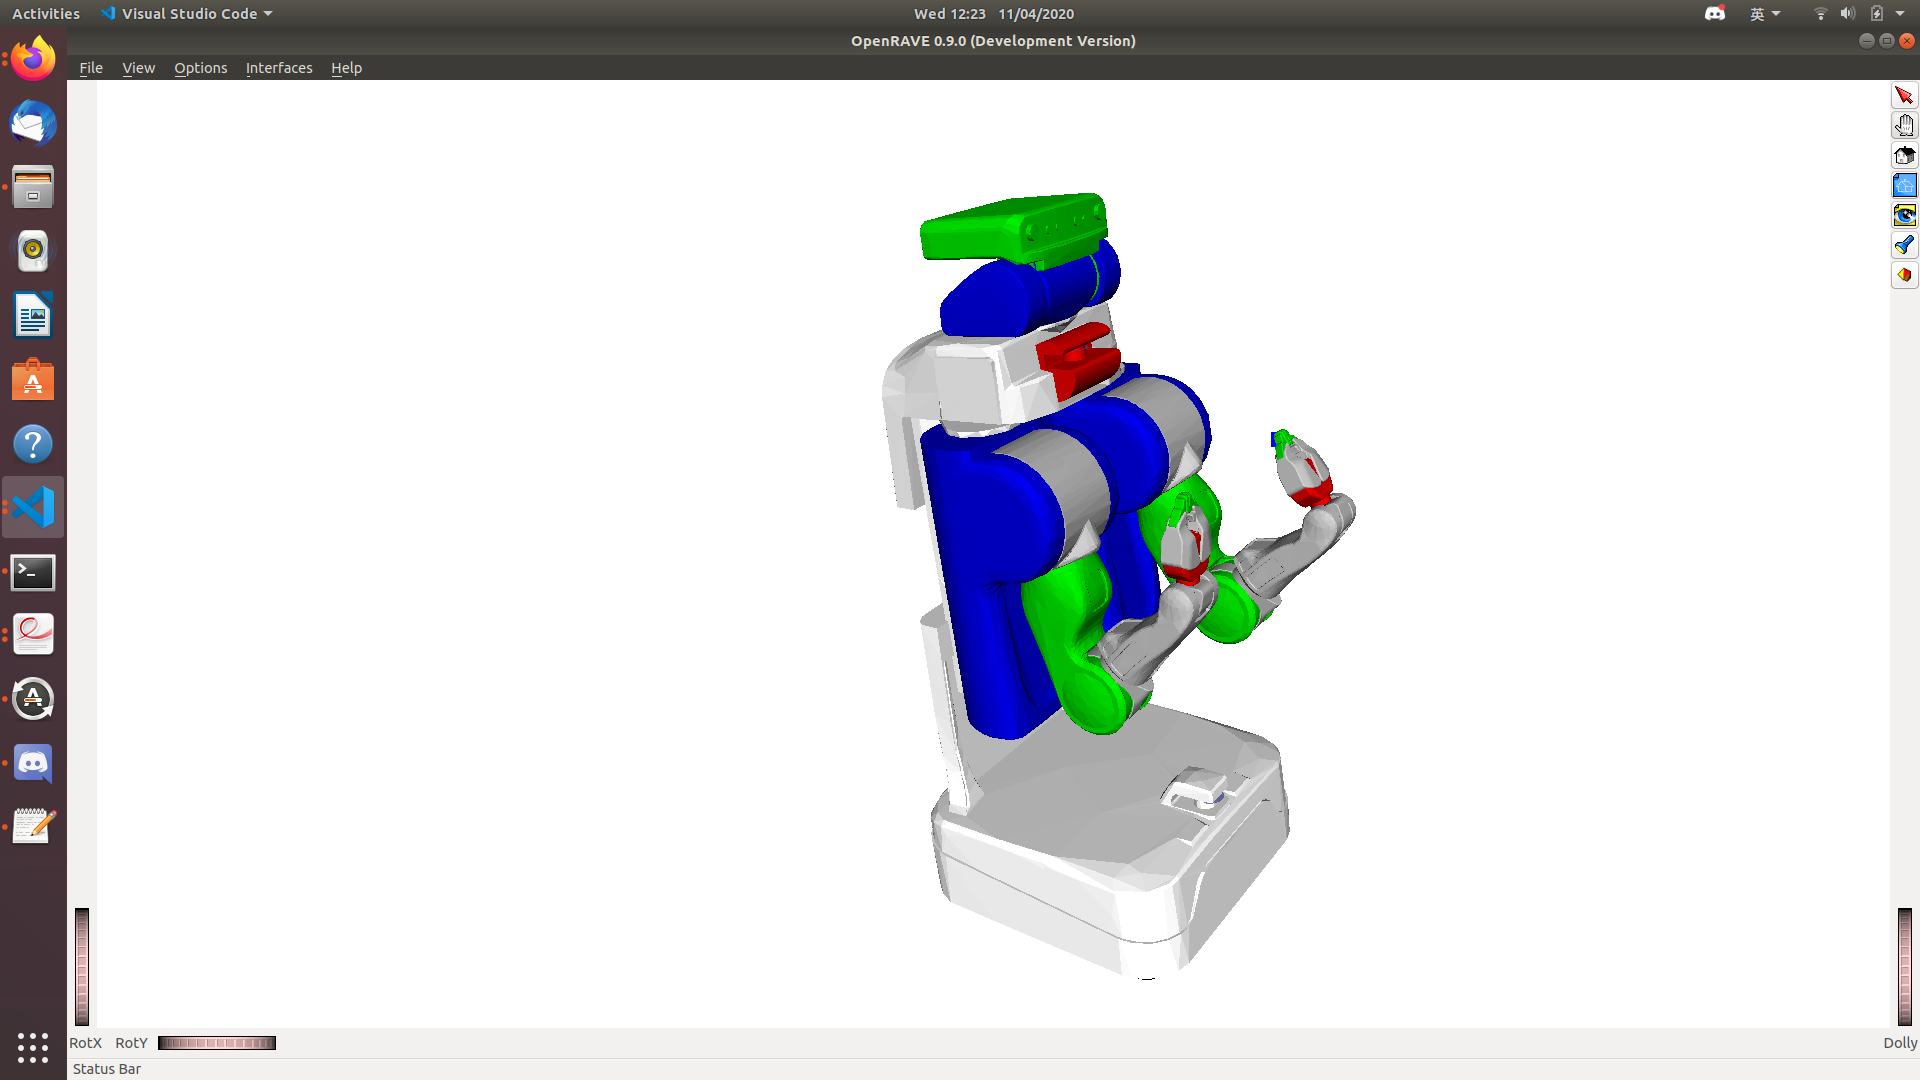 Activities Visual Studio Code Wed 12:23 11/04/2020 英
OpenRAVE 0.9.0 (Development Version)
File View Options Interfaces Help
RotX RotY Dolly
Status Bar